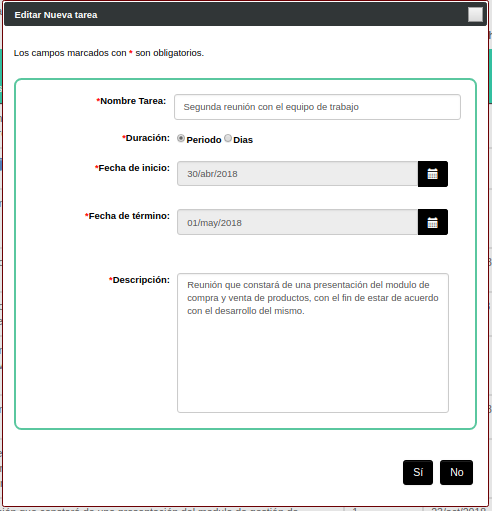 Editar Nueva tarea
Los campos marcados con * son obligatorios.
*Nombre Tarea: Segunda reunión con el equipo de trabajo
*Duración: Periodo Dias
*Fecha de inicio: 30/abr/2018
*Fecha de término: 01/may/2018
*Descripción: Reunión que constará de una presentación del modulo de
compra y venta de productos, con el fin de estar de acuerdo
con el desarrollo del mismo.
Sí No